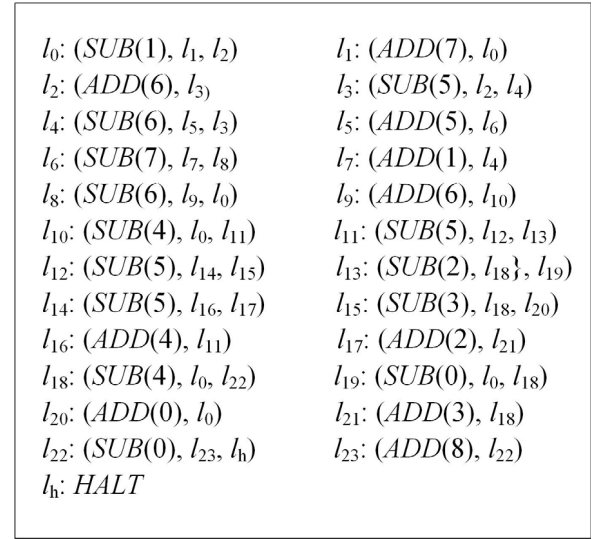 l₀: (SUB(1), l₁, l₂) l₁: (ADD(7), l₀)
l₂: (ADD(6), l₃) l₃: (SUB(5), l₂, l₄)
l₄: (SUB(6), l₅, l₃) l₅: (ADD(5), l₆)
l₆: (SUB(7), l₇, l₈) l₇: (ADD(1), l₄)
l₈: (SUB(6), l₉, l₀) l₉: (ADD(6), l₁₀)
l₁₀: (SUB(4), l₀, l₁₁) l₁₁: (SUB(5), l₁₂, l₁₃)
l₁₂: (SUB(5), l₁₄, l₁₅) l₁₃: (SUB(2), l₁₈}, l₁₉)
l₁₄: (SUB(5), l₁₆, l₁₇) l₁₅: (SUB(3), l₁₈, l₂₀)
l₁₆: (ADD(4), l₁₁) l₁₇: (ADD(2), l₂₁)
l₁₈: (SUB(4), l₀, l₂₂) l₁₉: (SUB(0), l₀, l₁₈)
l₂₀: (ADD(0), l₀) l₂₁: (ADD(3), l₁₈)
l₂₂: (SUB(0), l₂₃, lₕ) l₂₃: (ADD(8), l₂₂)
lₕ: HALT